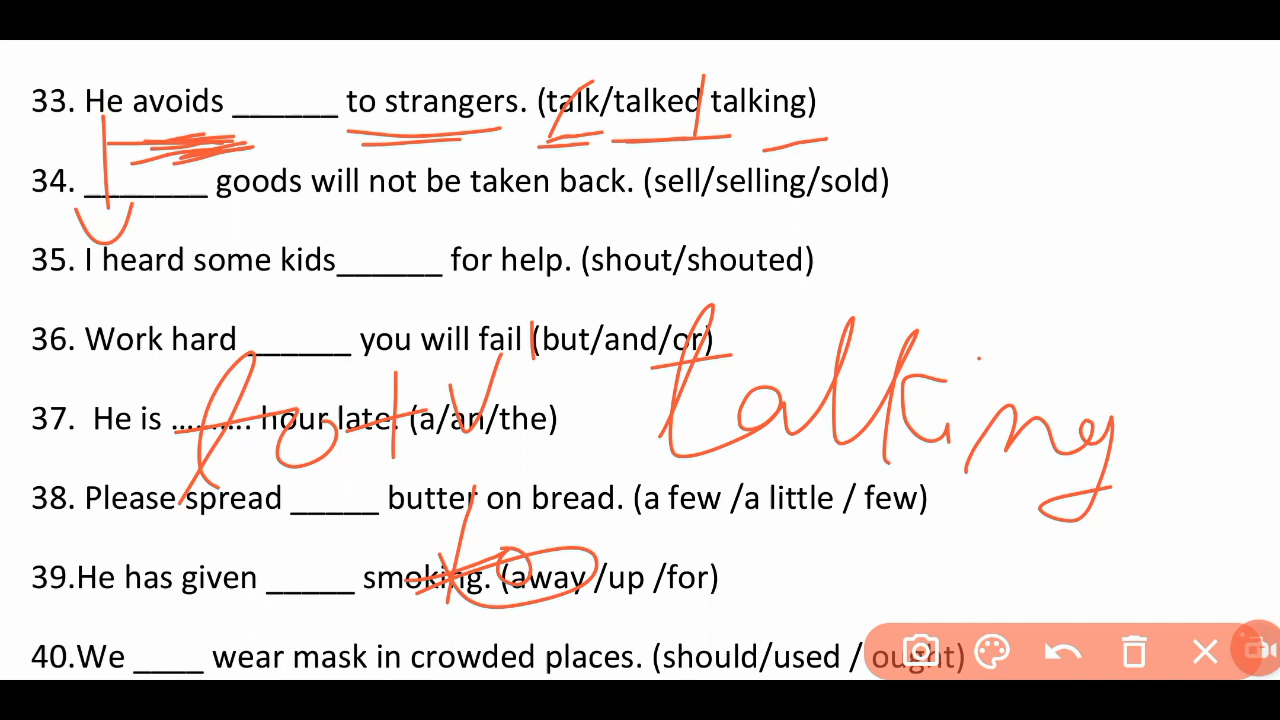 33. He avoids ______ to strangers. (talk/talked talking)
34. _______ goods will not be taken back. (sell/selling/sold)
35. I heard some kids______ for help. (shout/shouted)
36. Work hard ______ you will fail (but/and/or)
talking
37.  He is ......... hour late. (a/an/the)
to+v
38. Please spread _____ butter on bread. (a few /a little / few)
to
39.He has given _____ smoking. (away /up /for)
40.We ____ wear mask in crowded places. (should/used / ought)